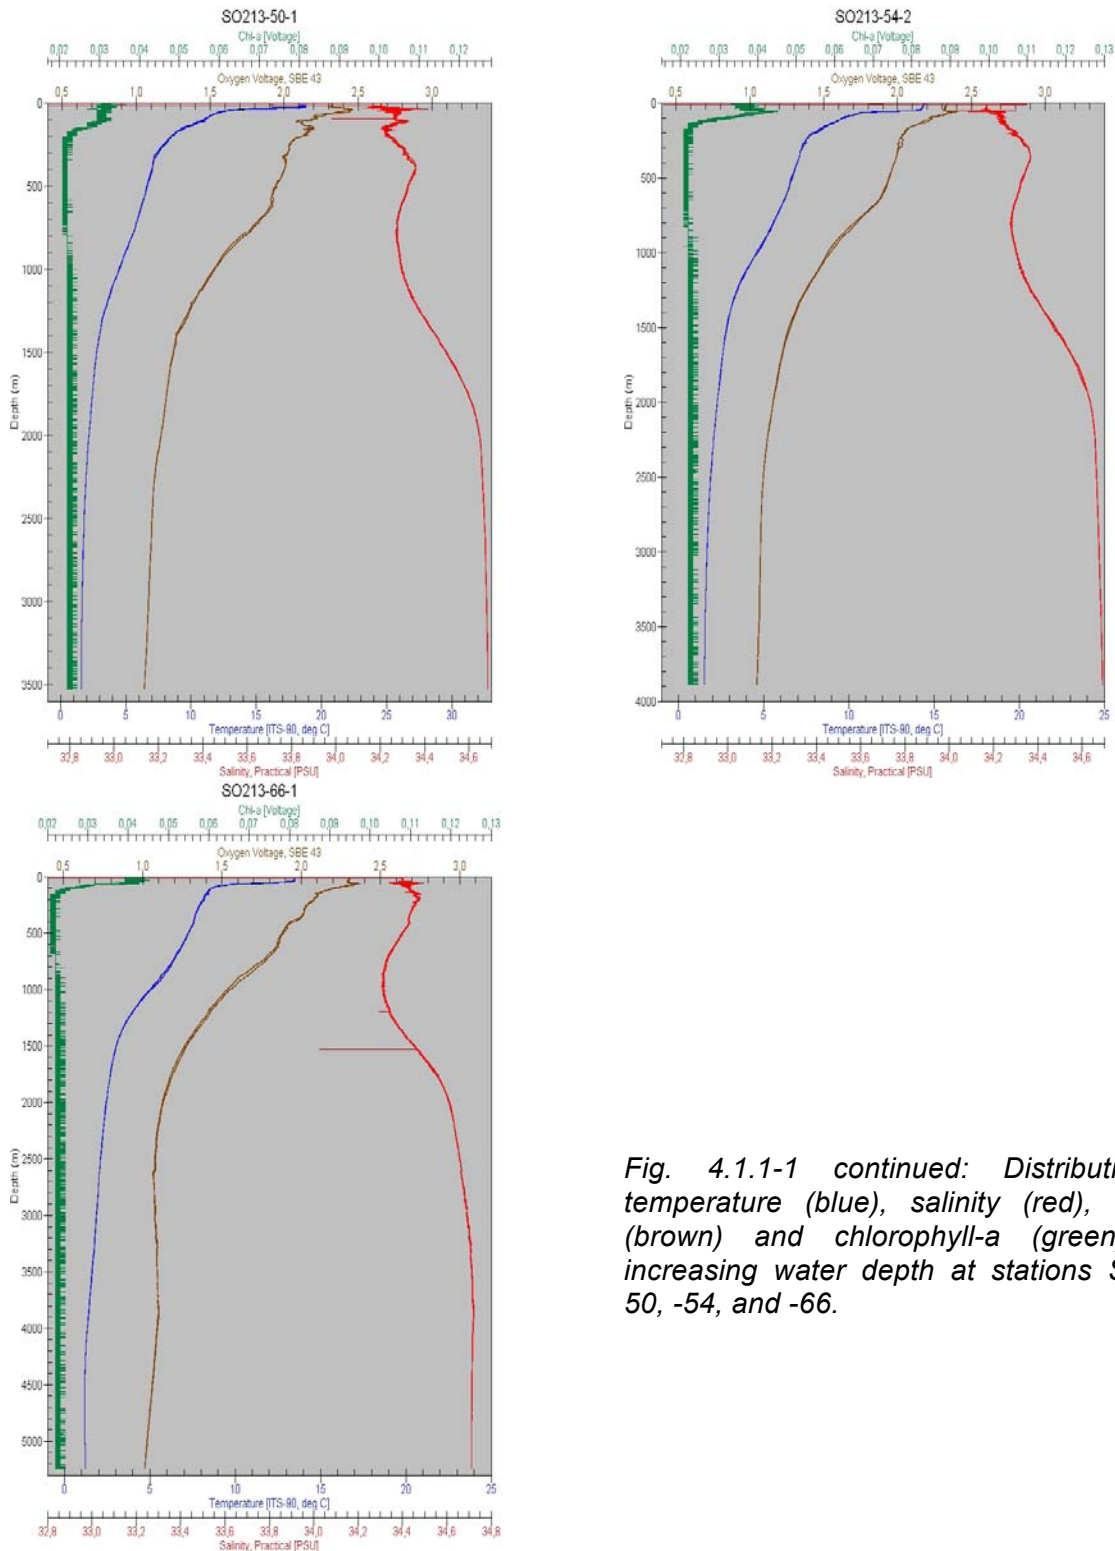 SO213-50-1
Chl-a [Voltage]
0,02 0,03 0,04 0,05 0,06 0,07 0,08 0,09 0,10 0,11 0,12
Oxygen Voltage, SBE 43
0,5 1,0 1,5 2,0 2,5 3,0
0
500
1000
1500
2000
2500
3000
3500
Depth (m)
0 5 10 15 20 25 30
Temperature [ITS-90, deg C]
32,8 33,0 33,2 33,4 33,6 33,8 34,0 34,2 34,4 34,6
Salinity, Practical [PSU]
SO213-54-2
Chl-a [Voltage]
0,02 0,03 0,04 0,05 0,06 0,07 0,08 0,09 0,10 0,11 0,12 0,13
Oxygen Voltage, SBE 43
0,5 1,0 1,5 2,0 2,5 3,0
0
500
1000
1500
2000
2500
3000
3500
4000
Depth (m)
0 5 10 15 20 25
Temperature [ITS-90, deg C]
32,8 33,0 33,2 33,4 33,6 33,8 34,0 34,2 34,4 34,6
Salinity, Practical [PSU]
SO213-66-1
Chl-a [Voltage]
0,02 0,03 0,04 0,05 0,06 0,07 0,08 0,09 0,10 0,11 0,12 0,13
Oxygen Voltage, SBE 43
0,5 1,0 1,5 2,0 2,5 3,0
0
500
1000
1500
2000
2500
3000
3500
4000
4500
5000
Depth (m)
0 5 10 15 20 25
Temperature [ITS-90, deg C]
32,8 33,0 33,2 33,4 33,6 33,8 34,0 34,2 34,4 34,6 34,8
Salinity, Practical [PSU]
Fig. 4.1.1-1 continued: Distributi
temperature (blue), salinity (red),
(brown) and chlorophyll-a (green
increasing water depth at stations S
50, -54, and -66.